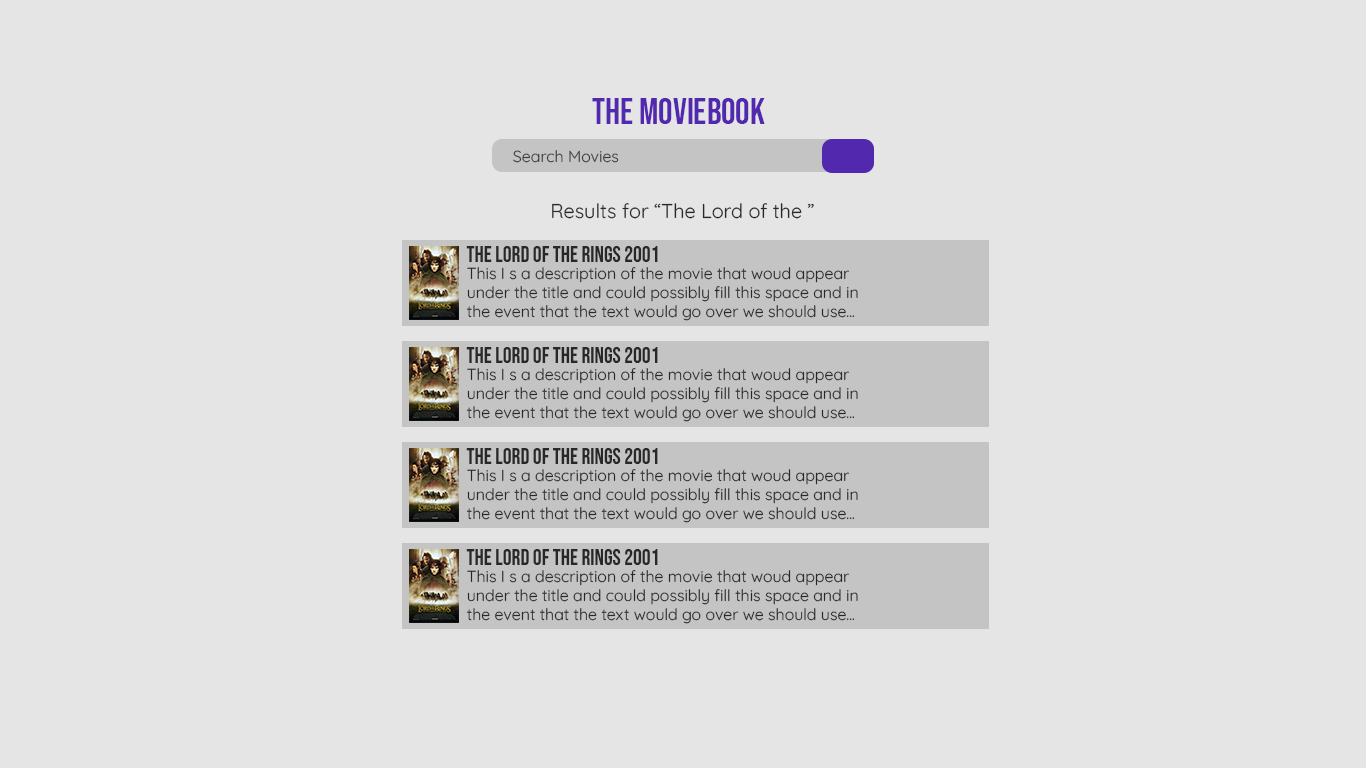 THE MOVIEBOOK
Search Movies
Results for “The Lord of the ”
THE LORD OF THE RINGS 2001
This I s a description of the movie that woud appear
under the title and could possibly fill this space and in
the event that the text would go over we should use...
THE LORD OF THE RINGS 2001
This I s a description of the movie that woud appear
under the title and could possibly fill this space and in
the event that the text would go over we should use...
THE LORD OF THE RINGS 2001
This I s a description of the movie that woud appear
under the title and could possibly fill this space and in
the event that the text would go over we should use...
THE LORD OF THE RINGS 2001
This I s a description of the movie that woud appear
under the title and could possibly fill this space and in
the event that the text would go over we should use...